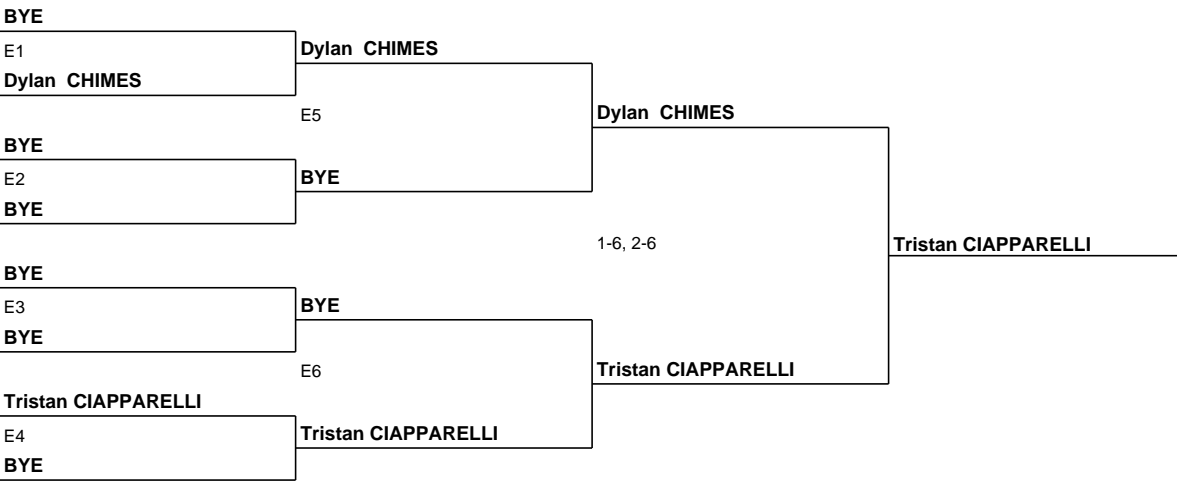 BYE
E1
Dylan CHIMES
Dylan CHIMES
E5
Dylan CHIMES
BYE
E2
BYE
BYE
1-6, 2-6
Tristan CIAPPARELLI
BYE
E3
BYE
BYE
E6
Tristan CIAPPARELLI
Tristan CIAPPARELLI
E4
Tristan CIAPPARELLI
BYE